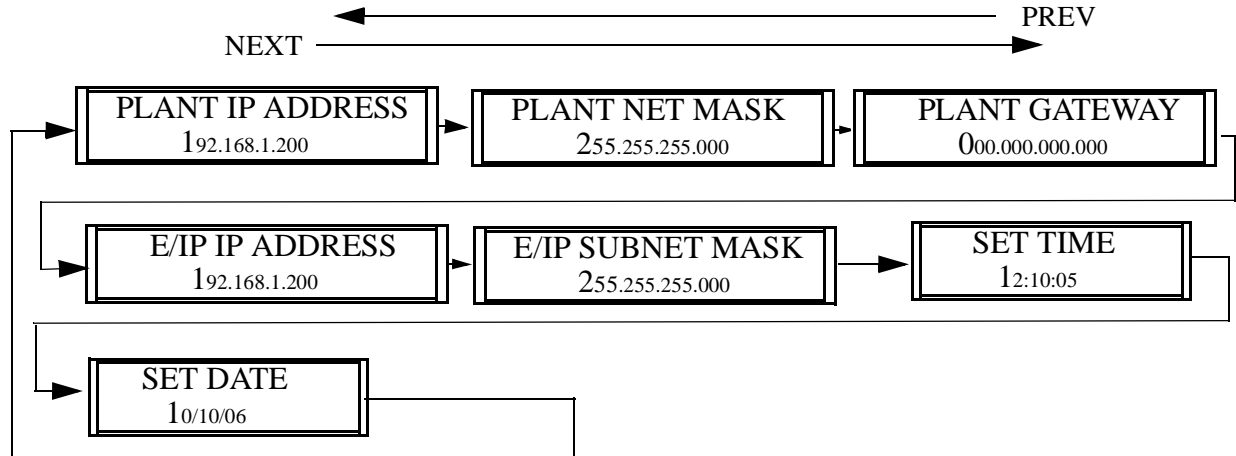 PREV
NEXT
PLANT IP ADDRESS
192.168.1.200
PLANT NET MASK
255.255.255.000
PLANT GATEWAY
000.000.000.000
E/IP IP ADDRESS
192.168.1.200
E/IP SUBNET MASK
255.255.255.000
SET TIME
12:10:05
SET DATE
10/10/06